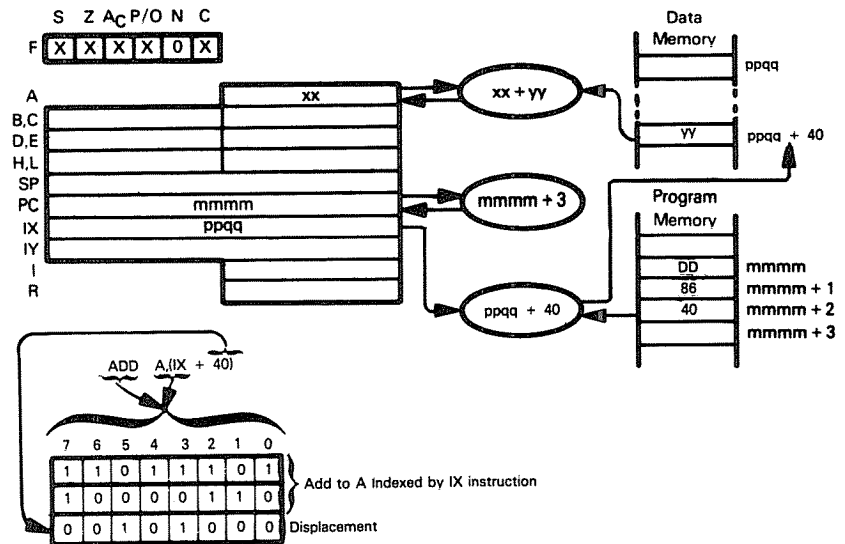 S Z AC P/O N C
F X X X X 0 X
Data
Memory
ppqq
A xx
xx + yy
B,C
D,E
yy ppqq + 40
H,L
SP
PC mmmm
mmmm + 3
Program
Memory
IX ppqq
IY
I
R
DD mmmm
86 mmmm + 1
ppqq + 40
40 mmmm + 2
mmmm + 3
ADD A,(IX + 40)
7 6 5 4 3 2 1 0
1 1 0 1 1 1 0 1
Add to A Indexed by IX instruction
1 0 0 0 0 1 1 0
0 0 1 0 1 0 0 0 Displacement